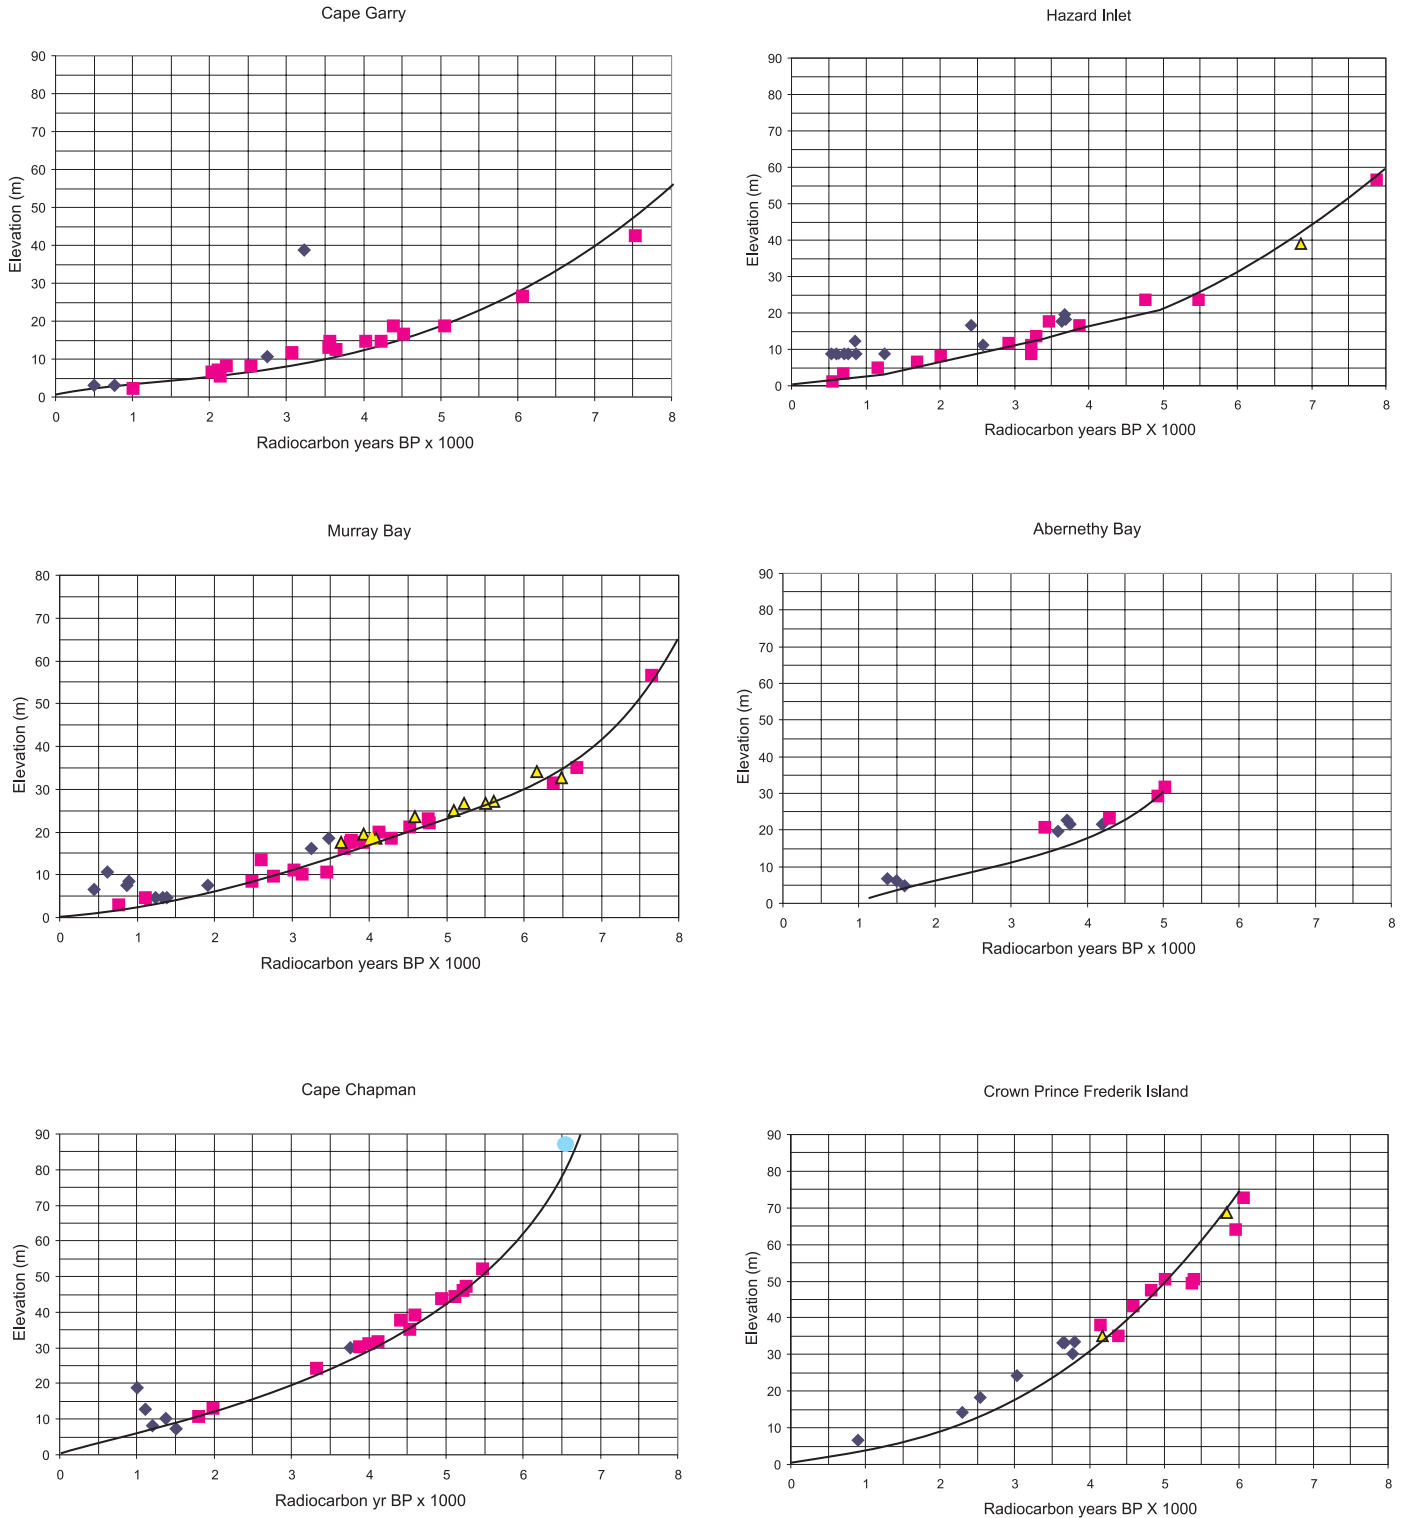 Cape Garry
90
80
70
60
50
40
30
20
10
0
Elevation (m)
0 1 2 3 4 5 6 7 8
Radiocarbon years BP x 1000
Hazard Inlet
90
80
70
60
50
40
30
20
10
0
Elevation (m)
0 1 2 3 4 5 6 7 8
Radiocarbon years BP X 1000
Murray Bay
80
70
60
50
40
30
20
10
0
Elevation (m)
0 1 2 3 4 5 6 7 8
Radiocarbon years BP X 1000
Abernethy Bay
90
80
70
60
50
40
30
20
10
0
Elevation (m)
0 1 2 3 4 5 6 7 8
Radiocarbon years BP x 1000
Cape Chapman
90
80
70
60
50
40
30
20
10
0
Elevation (m)
0 1 2 3 4 5 6 7 8
Radiocarbon yr BP x 1000
Crown Prince Frederik Island
90
80
70
60
50
40
30
20
10
0
Elevation (m)
0 1 2 3 4 5 6 7 8
Radiocarbon years BP X 1000